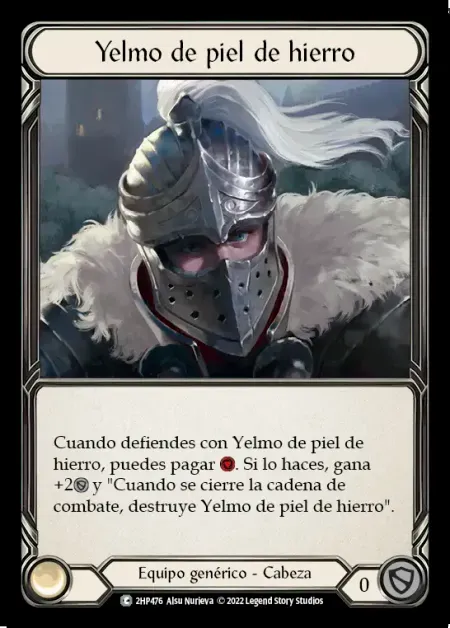 Yelmo de piel de hierro
Cuando defiendes con Yelmo de piel de
hierro, puedes pagar . Si lo haces, gana
+2 y "Cuando se cierre la cadena de
combate, destruye Yelmo de piel de hierro".
Equipo genérico - Cabeza
0
C 2HP476 Alsu Nurieva © 2022 Legend Story Studios